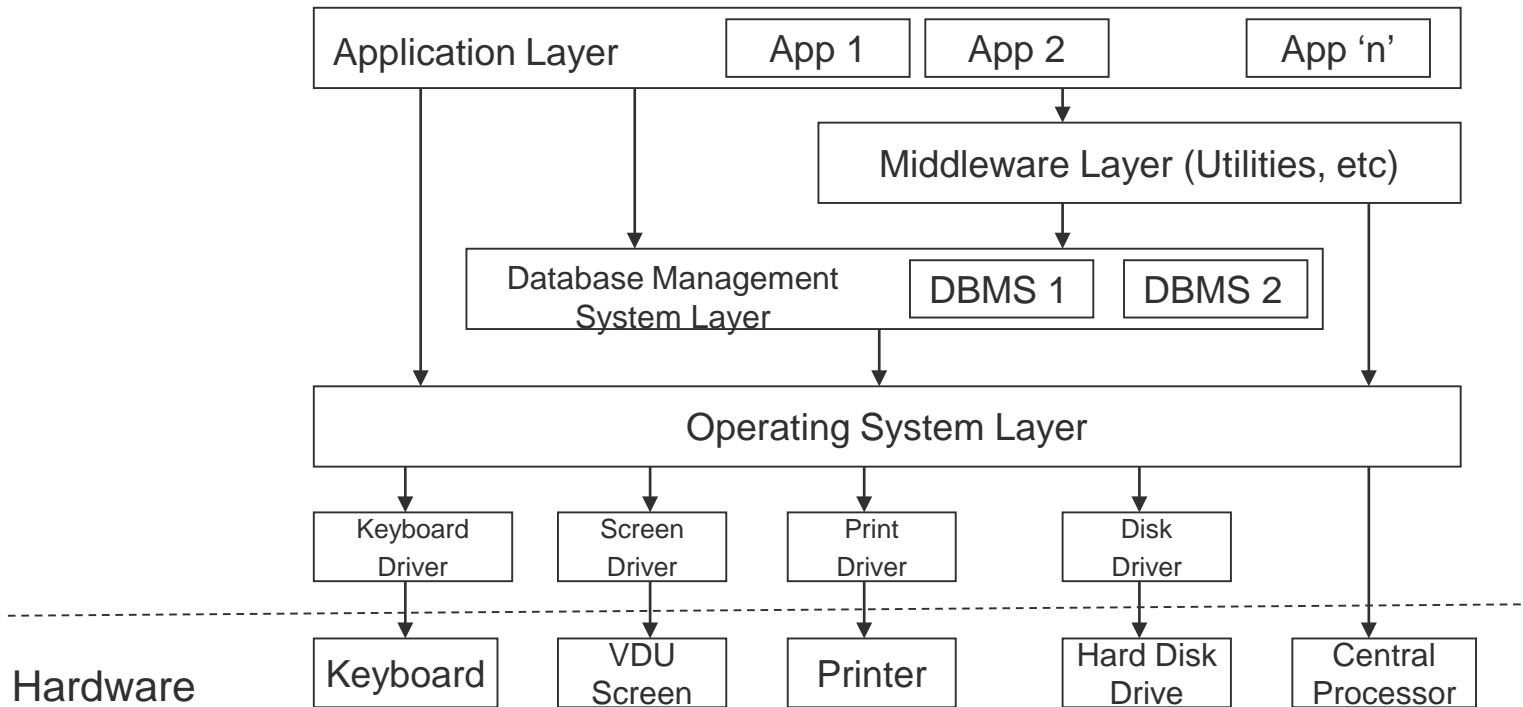 Application Layer
App 1
App 2
App ‘n’
Middleware Layer (Utilities, etc)
Database Management
System Layer
DBMS 1
DBMS 2
Operating System Layer
Keyboard
Driver
Screen
Driver
Print
Driver
Disk
Driver
Hardware
Keyboard
VDU
Screen
Printer
Hard Disk
Drive
Central
Processor